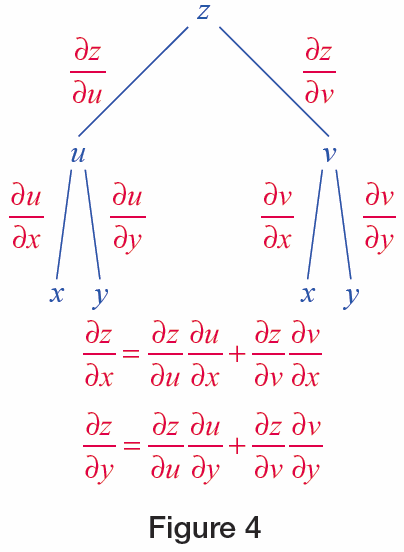 z
∂z/∂u ∂z/∂v
u v
∂u/∂x ∂u/∂y ∂v/∂x ∂v/∂y
x y x y
∂z/∂x = ∂z/∂u ∂u/∂x + ∂z/∂v ∂v/∂x
∂z/∂y = ∂z/∂u ∂u/∂y + ∂z/∂v ∂v/∂y
Figure 4